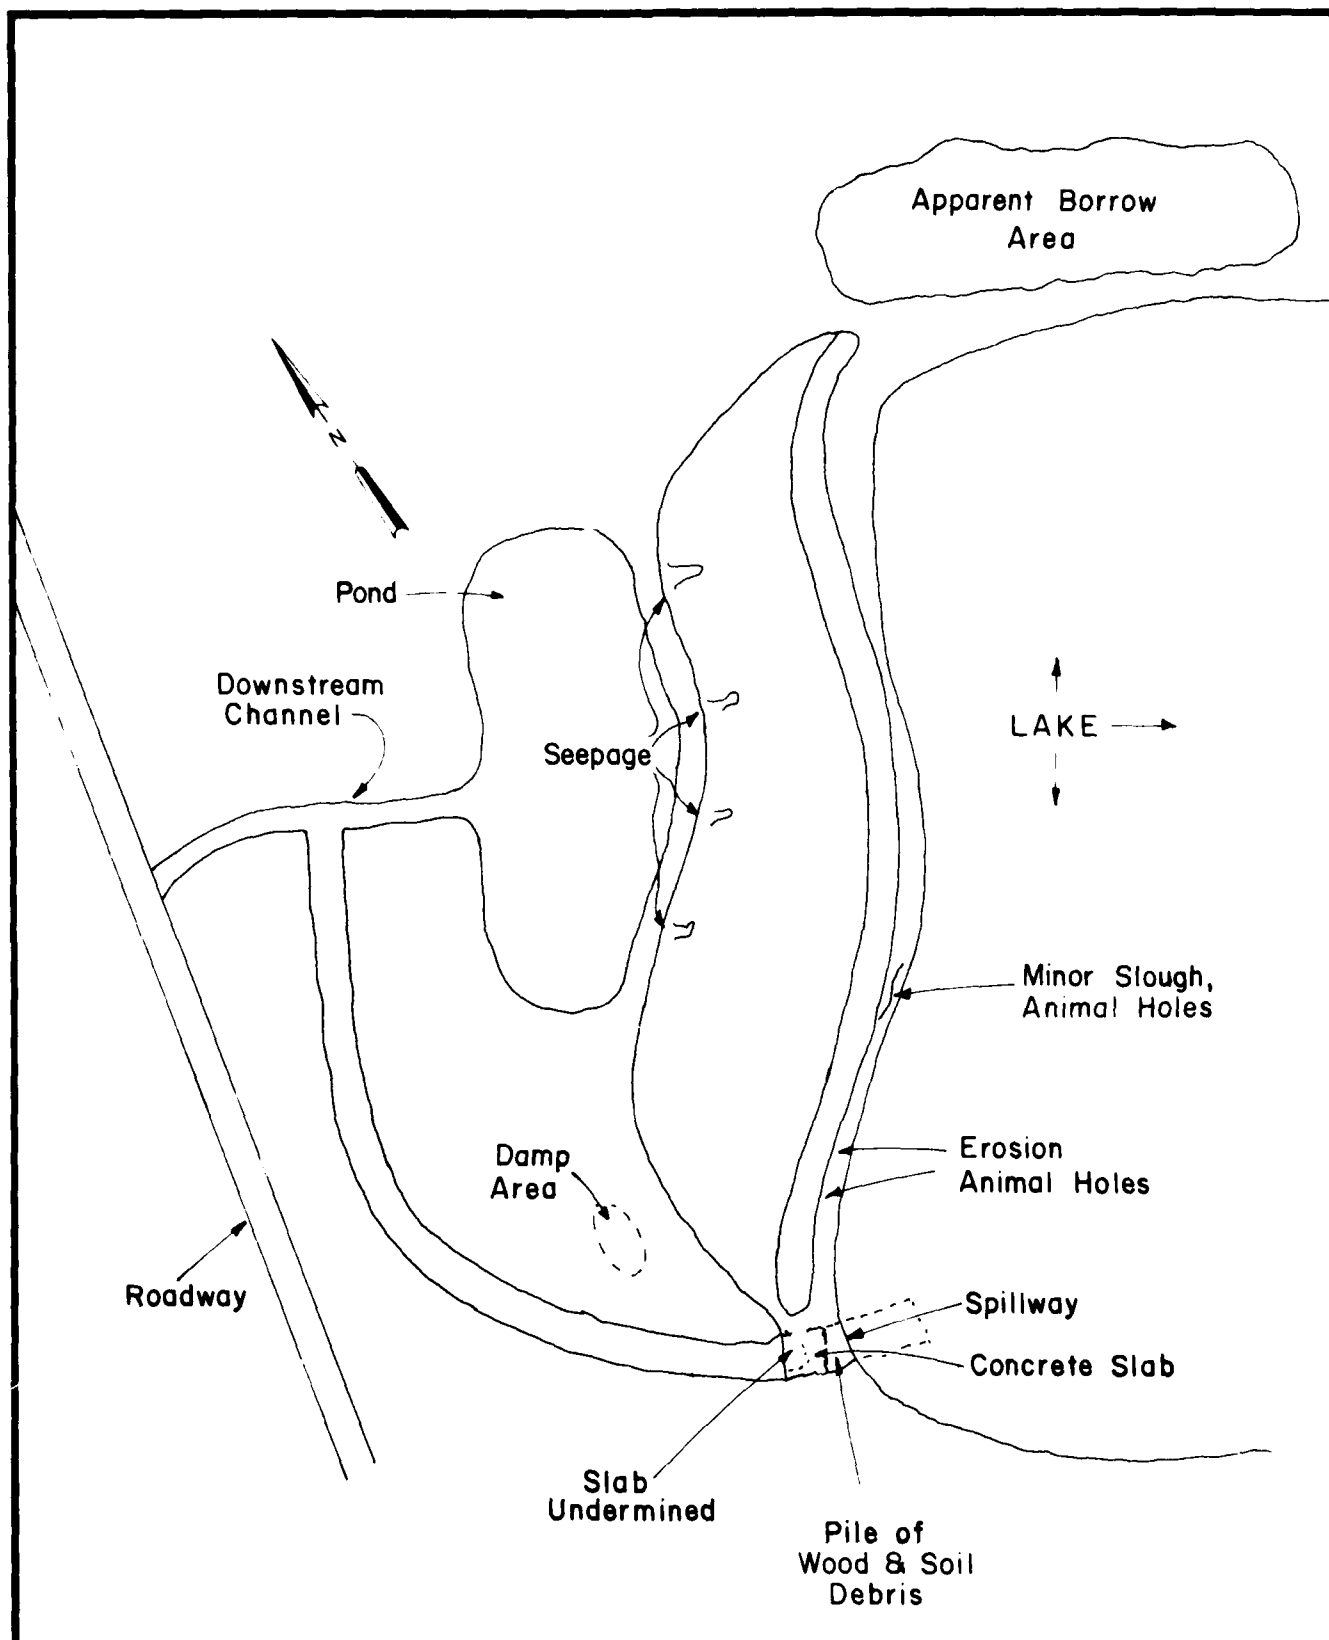 Apparent Borrow
Area
N
Pond
Downstream
Channel
Seepage
LAKE
Minor Slough,
Animal Holes
Damp
Area
Erosion
Animal Holes
Roadway
Spillway
Concrete Slab
Slab
Undermined
Pile of
Wood & Soil
Debris